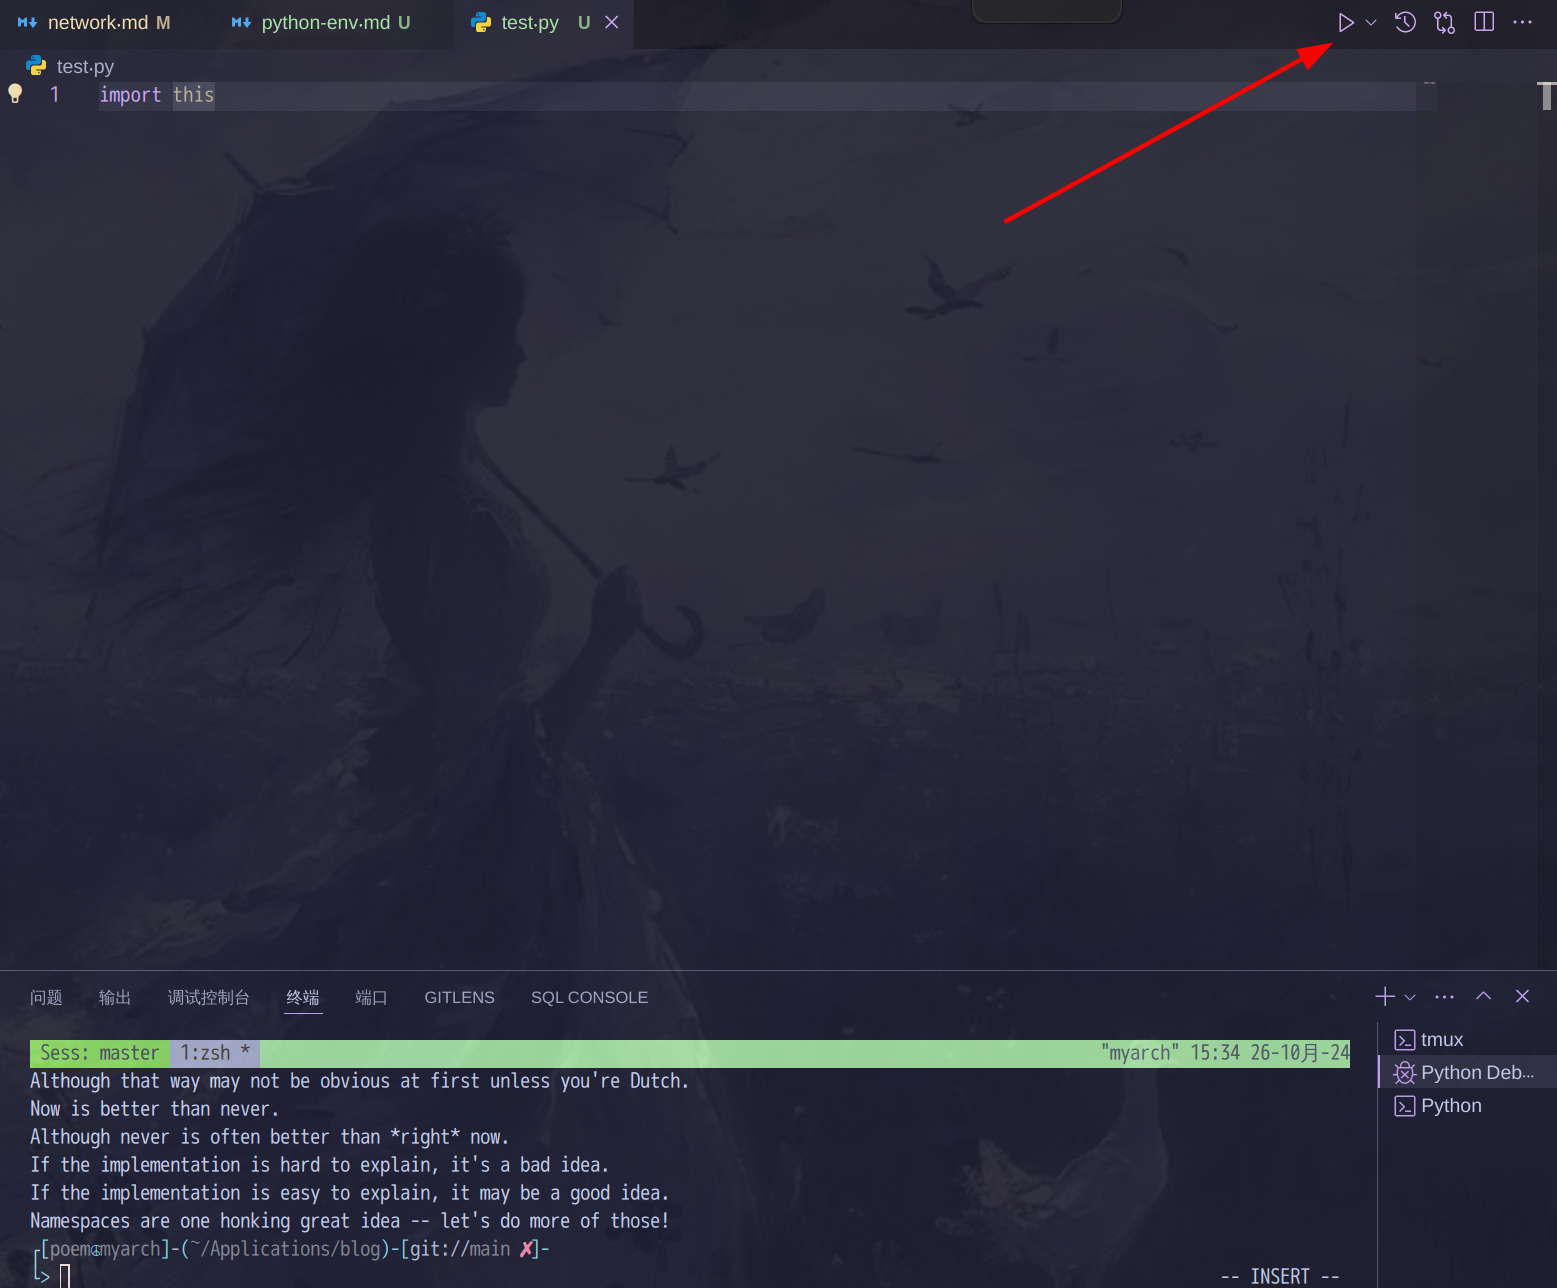 network.md M
python-env.md U
test.py U
test.py
1 import this
问题 输出 调试控制台 终端 端口 GITLENS SQL CONSOLE
Sess: master 1:zsh * "myarch" 15:34 26-10月-24
Although that way may not be obvious at first unless you're Dutch.
Now is better than never.
Although never is often better than *right* now.
If the implementation is hard to explain, it's a bad idea.
If the implementation is easy to explain, it may be a good idea.
Namespaces are one honking great idea -- let's do more of those!
┌[poem☮myarch]-(~/Applications/blog)-[git://main ✗]-
└>
-- INSERT --
tmux
Python Deb...
Python